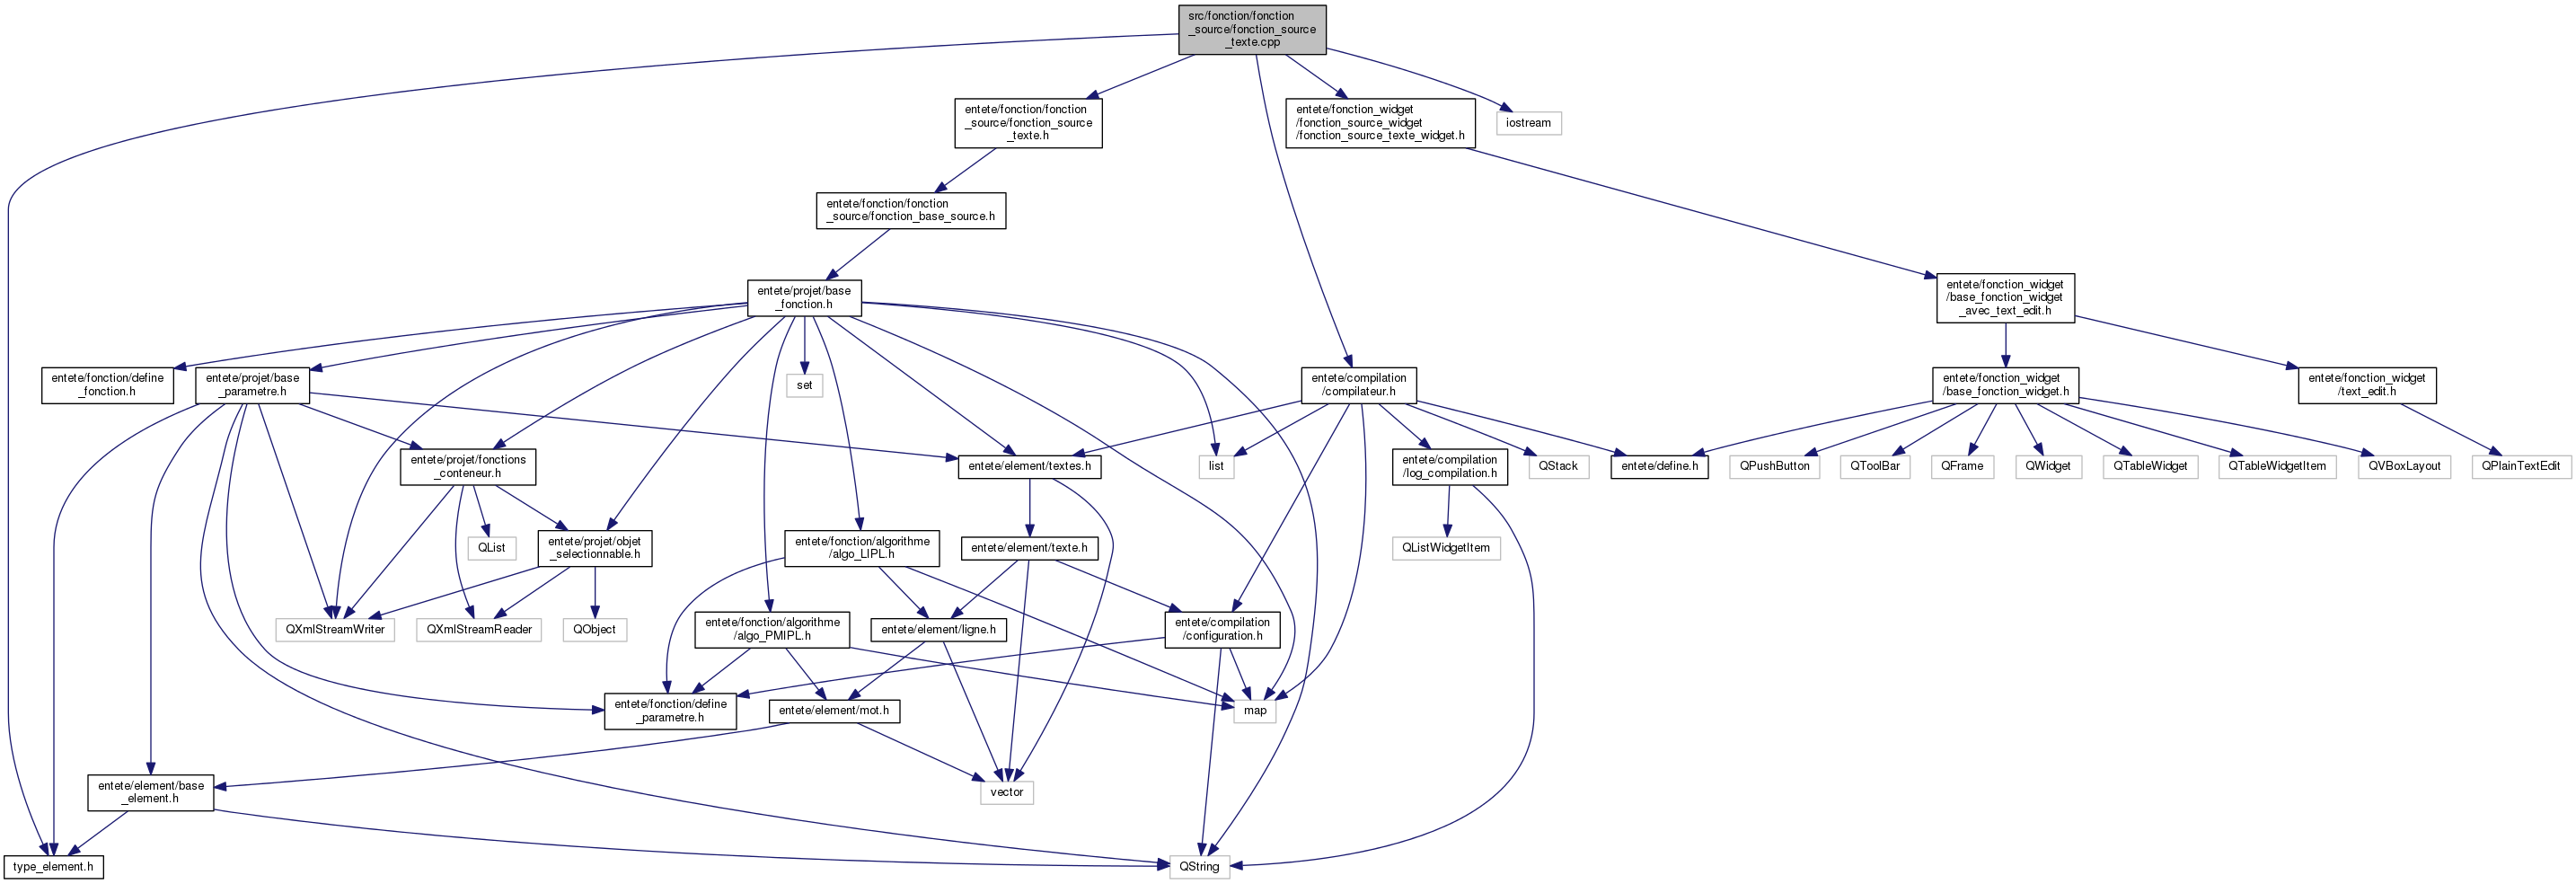 src/fonction/fonction
_source/fonction_source
_texte.cpp
entete/fonction/fonction
_source/fonction_source
_texte.h
entete/fonction_widget
/fonction_source_widget
/fonction_source_texte_widget.h
iostream
entete/fonction/fonction
_source/fonction_base_source.h
entete/projet/base
_fonction.h
entete/fonction_widget
/base_fonction_widget
_avec_text_edit.h
entete/fonction/define
_fonction.h
entete/projet/base
_parametre.h
set
entete/compilation
/compilateur.h
entete/fonction_widget
/base_fonction_widget.h
entete/fonction_widget
/text_edit.h
entete/projet/fonctions
_conteneur.h
entete/element/textes.h
list
entete/compilation
/log_compilation.h
QStack
entete/define.h
QPushButton
QToolBar
QFrame
QWidget
QTableWidget
QTableWidgetItem
QVBoxLayout
QPlainTextEdit
QList
entete/projet/objet
_selectionnable.h
entete/fonction/algorithme
/algo_LIPL.h
entete/element/texte.h
QListWidgetItem
QXmlStreamWriter
QXmlStreamReader
QObject
entete/fonction/algorithme
/algo_PMIPL.h
entete/element/ligne.h
entete/compilation
/configuration.h
entete/fonction/define
_parametre.h
entete/element/mot.h
map
entete/element/base
_element.h
vector
type_element.h
QString